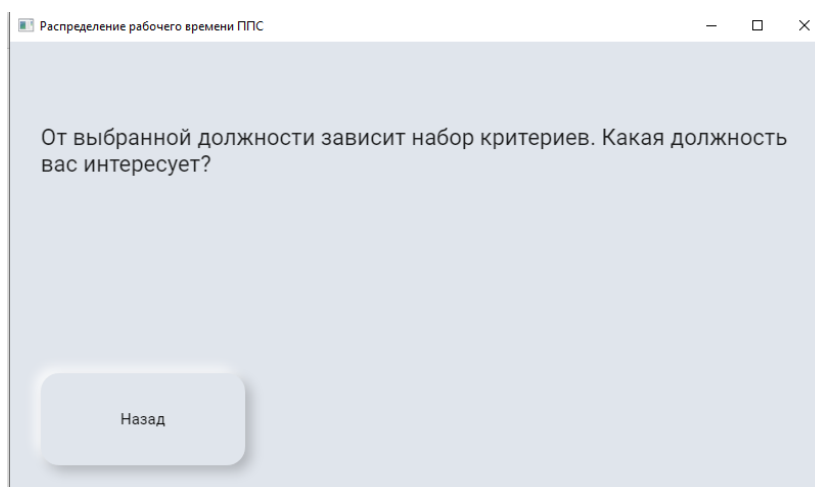 Распределение рабочего времени ППС
От выбранной должности зависит набор критериев. Какая должность
вас интересует?
Назад